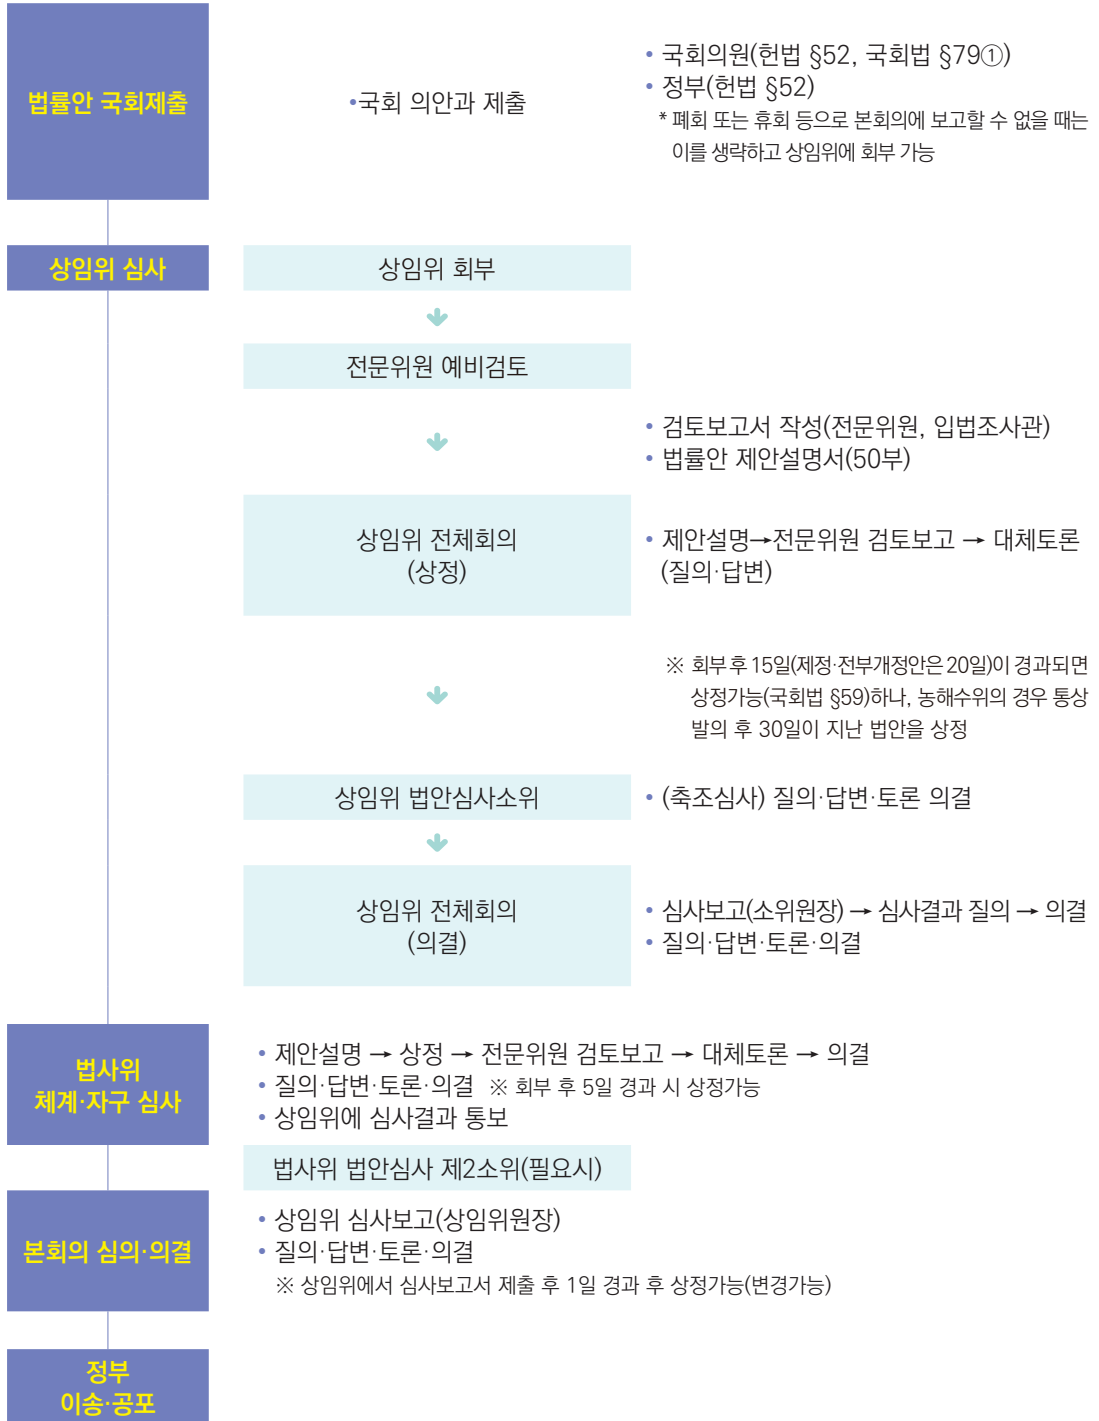 법률안 국회제출
•국회 의안과 제출
• 국회의원(헌법 §52, 국회법 §79①)
• 정부(헌법 §52)
* 폐회 또는 휴회 등으로 본회의에 보고할 수 없을 때는
이를 생략하고 상임위에 회부 가능
상임위 심사
상임위 회부
전문위원 예비검토
• 검토보고서 작성(전문위원, 입법조사관)
• 법률안 제안설명서(50부)
상임위 전체회의
(상정)
• 제안설명→전문위원 검토보고 → 대체토론
(질의·답변)
※ 회부 후 15일(제정·전부개정안은 20일)이 경과되면
상정가능(국회법 §59)하나, 농해수위의 경우 통상
발의 후 30일이 지난 법안을 상정
상임위 법안심사소위
• (축조심사) 질의·답변·토론 의결
상임위 전체회의
(의결)
• 심사보고(소위원장) → 심사결과 질의 → 의결
• 질의·답변·토론·의결
법사위
체계·자구 심사
• 제안설명 → 상정 → 전문위원 검토보고 → 대체토론 → 의결
• 질의·답변·토론·의결 ※ 회부 후 5일 경과 시 상정가능
• 상임위에 심사결과 통보
법사위 법안심사 제2소위(필요시)
본회의 심의·의결
• 상임위 심사보고(상임위원장)
• 질의·답변·토론·의결
※ 상임위에서 심사보고서 제출 후 1일 경과 후 상정가능(변경가능)
정부
이송·공포